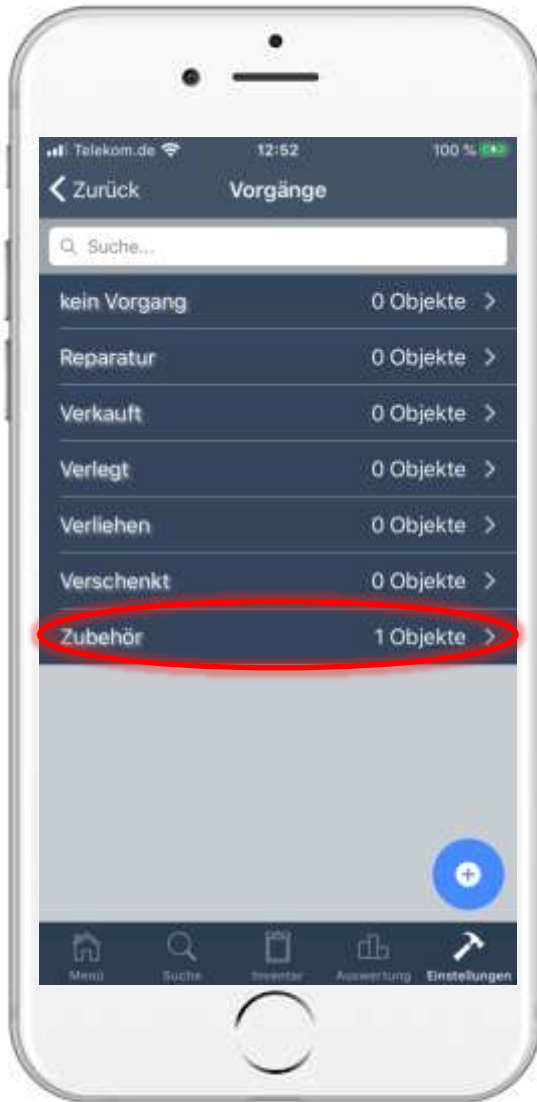 Telekom.de 12:52 100 %
Zurück Vorgänge
Suche...
kein Vorgang 0 Objekte
Reparatur 0 Objekte
Verkauft 0 Objekte
Verlegt 0 Objekte
Verliehen 0 Objekte
Verschenkt 0 Objekte
Zubehör 1 Objekte
Menü Suche Inventar Auswertung Einstellungen